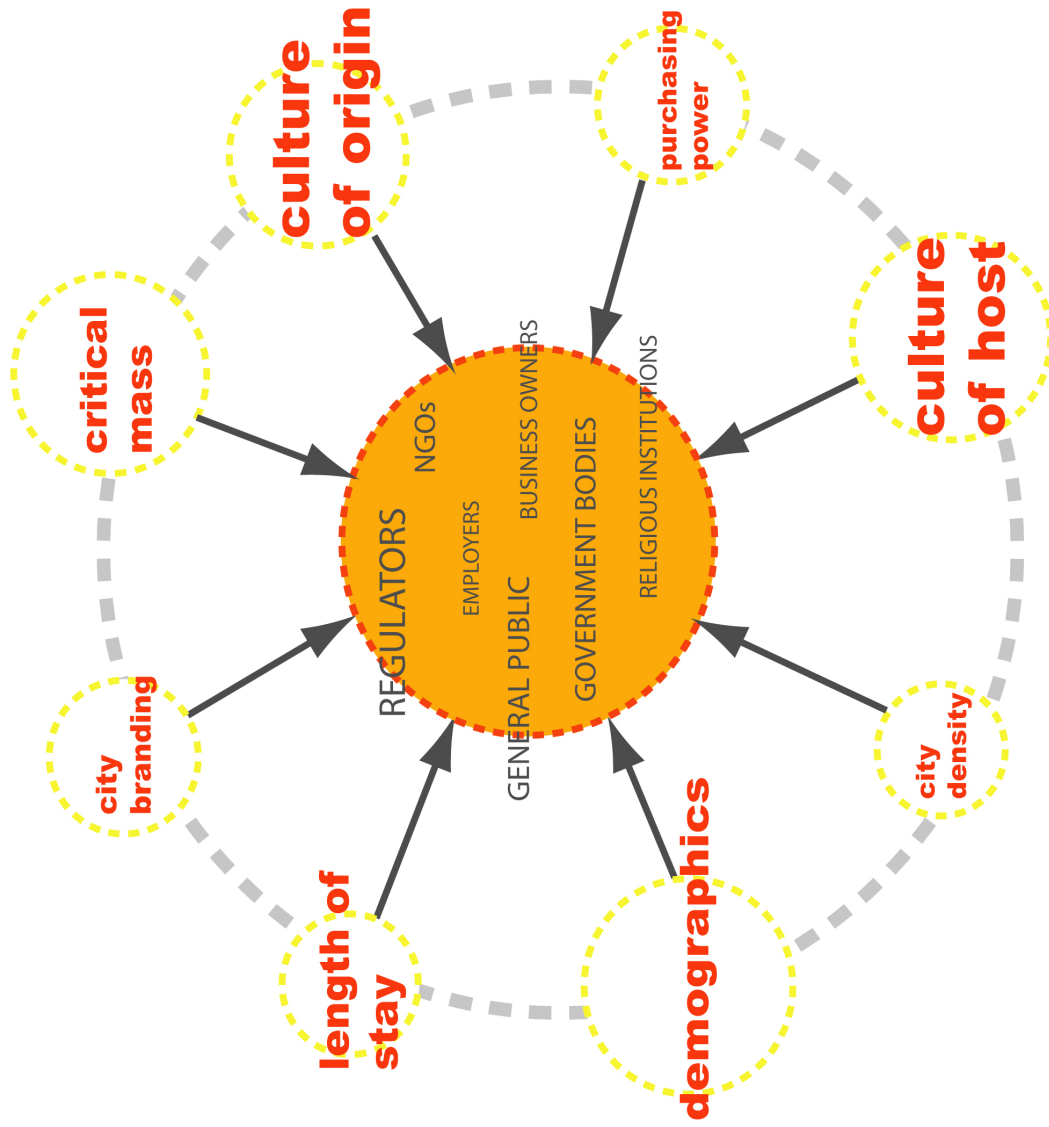 length of
stay
city
branding
critical
mass
culture
of origin
purchasing
power
culture
of host
city
density
demographics
REGULATORS
NGOs
EMPLOYERS
GENERAL PUBLIC
BUSINESS OWNERS
GOVERNMENT BODIES
RELIGIOUS INSTITUTIONS